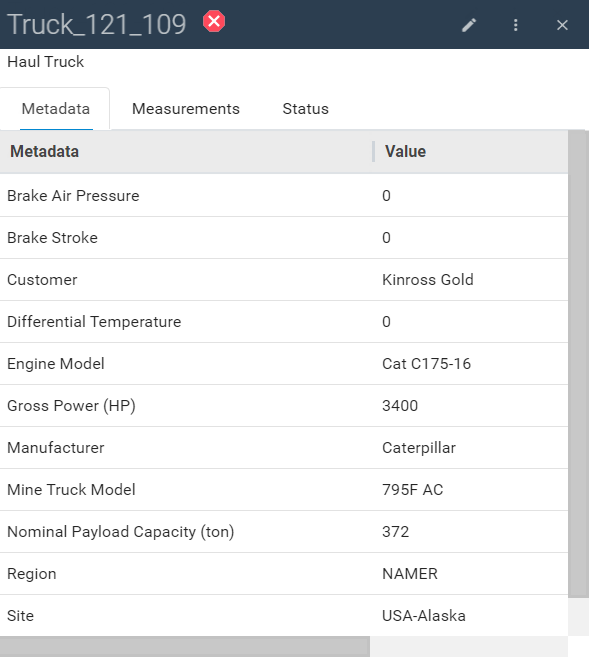 Truck_121_109
Haul Truck
Metadata Measurements Status
Metadata Value
Brake Air Pressure 0
Brake Stroke 0
Customer Kinross Gold
Differential Temperature 0
Engine Model Cat C175-16
Gross Power (HP) 3400
Manufacturer Caterpillar
Mine Truck Model 795F AC
Nominal Payload Capacity (ton) 372
Region NAMER
Site USA-Alaska